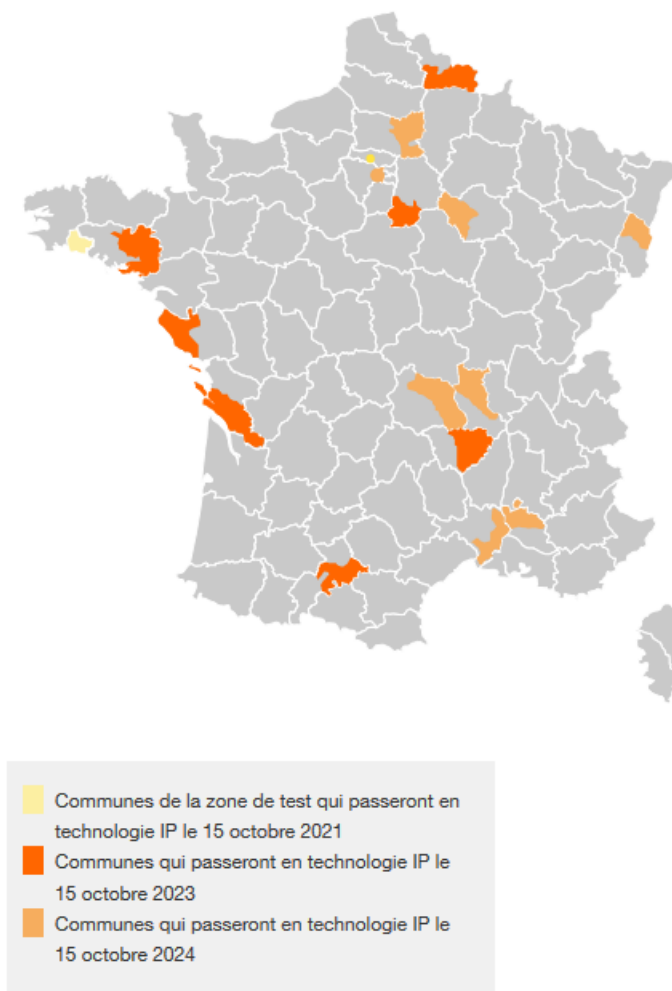 Communes de la zone de test qui passeront en
technologie IP le 15 octobre 2021
Communes qui passeront en technologie IP le
15 octobre 2023
Communes qui passeront en technologie IP le
15 octobre 2024